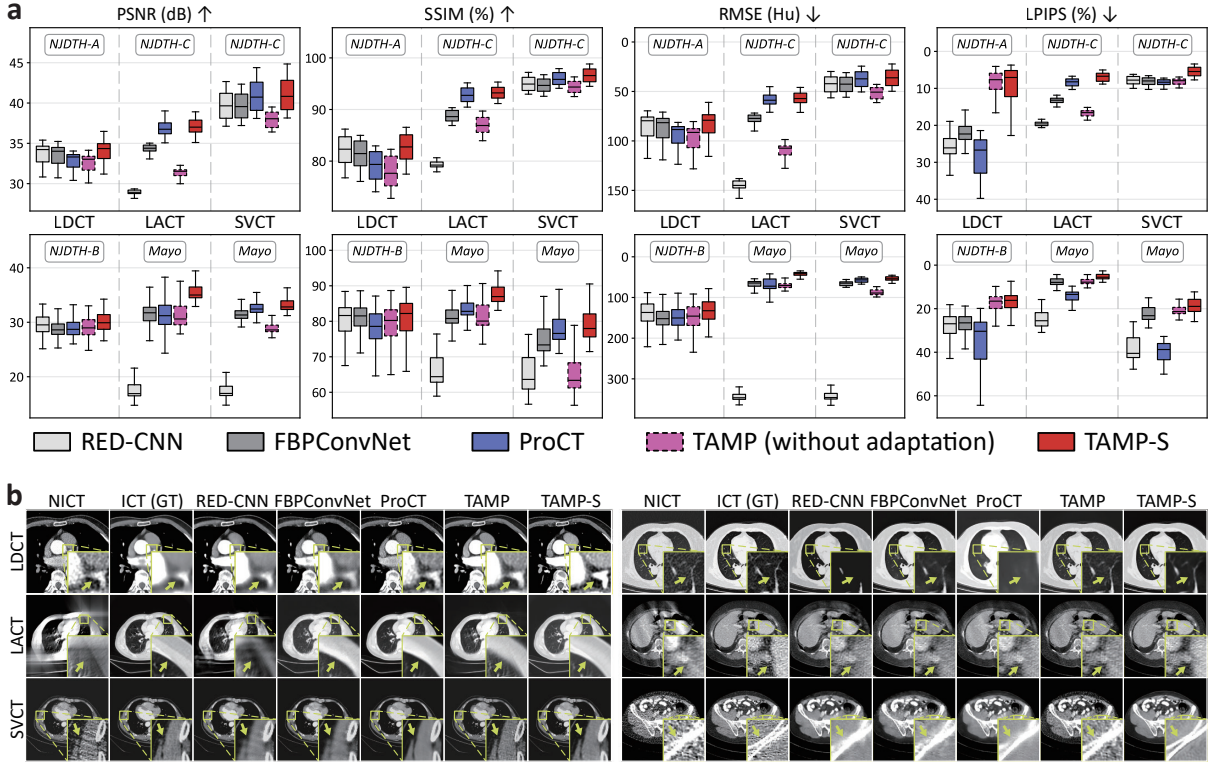 a
PSNR (dB) ↑ SSIM (%) ↑ RMSE (Hu) ↓ LPIPS (%) ↓
NJDTH-A NJDTH-C NJDTH-C NJDTH-A NJDTH-C NJDTH-C NJDTH-A NJDTH-C NJDTH-C NJDTH-A NJDTH-C NJDTH-C
45 100 0 0
40 90 50 10
35 80 100 20
30 150 30
40
LDCT LACT SVCT LDCT LACT SVCT LDCT LACT SVCT LDCT LACT SVCT
NJDTH-B Mayo Mayo NJDTH-B Mayo Mayo NJDTH-B Mayo Mayo NJDTH-B Mayo Mayo
40 100 0 0
30 90 100 20
20 80 200 40
70 300 60
60
RED-CNN FBPConvNet ProCT TAMP (without adaptation) TAMP-S
b
NICT ICT (GT) RED-CNN FBPConvNet ProCT TAMP TAMP-S NICT ICT (GT) RED-CNN FBPConvNet ProCT TAMP TAMP-S
LDCT
LACT
SVCT